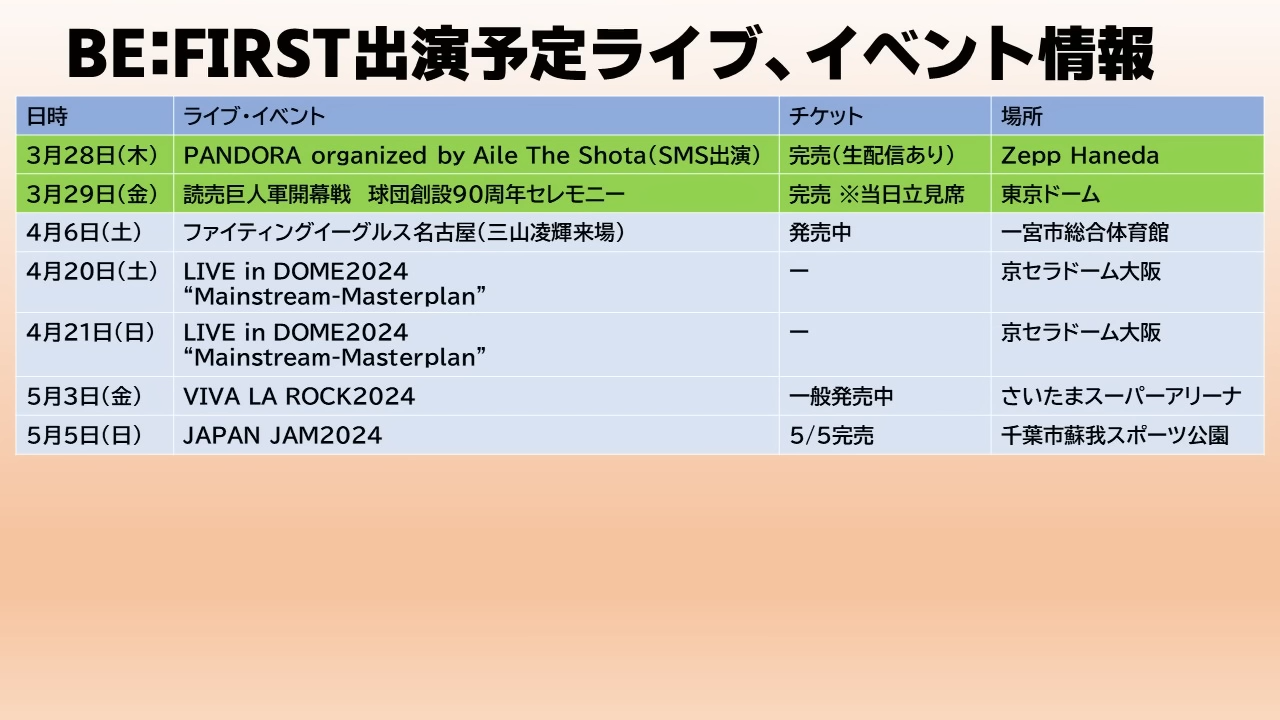 BE:FIRST出演予定ライブ、イベント情報
日時 ライブ・イベント チケット 場所
3月28日(木) PANDORA organized by Aile The Shota(SMS出演) 完売(生配信あり) Zepp Haneda
3月29日(金) 読売巨人軍開幕戦 球団創設90周年セレモニー 完売 ※当日立見席 東京ドーム
4月6日(土) ファイティングイーグルス名古屋(三山凌輝来場) 発売中 一宮市総合体育館
4月20日(土) LIVE in DOME2024 ー 京セラドーム大阪
“Mainstream-Masterplan”
4月21日(日) LIVE in DOME2024 ー 京セラドーム大阪
“Mainstream-Masterplan”
5月3日(金) VIVA LA ROCK2024 一般発売中 さいたまスーパーアリーナ
5月5日(日) JAPAN JAM2024 5/5完売 千葉市蘇我スポーツ公園